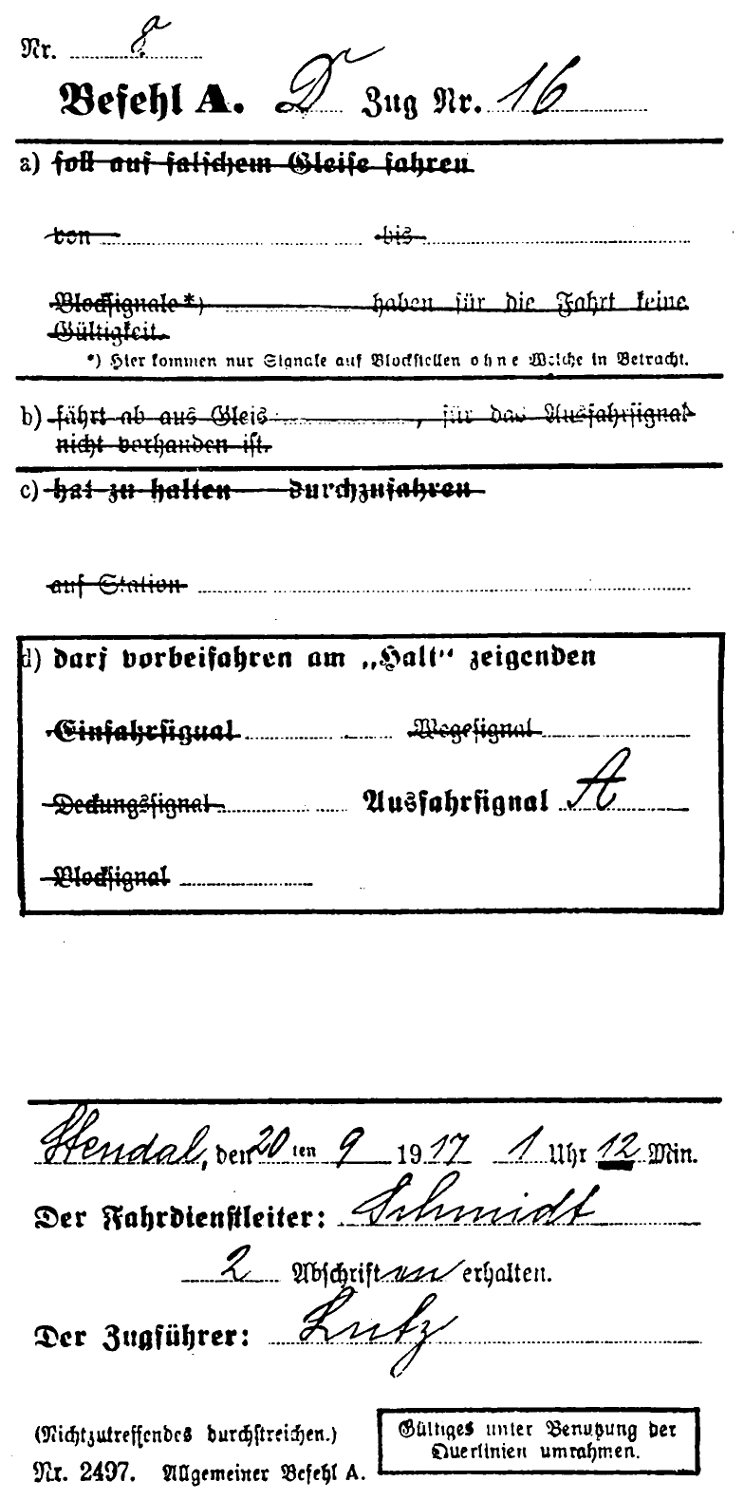 Nr. 8
Befehl A. D Zug Nr. 16
a) soll auf falschem Gleise fahren
von bis
Blocksignale *) haben für die Fahrt keine
Gültigkeit.
*) Hier kommen nur Signale auf Blockstellen ohne Weiche in Betracht.
b) fährt ab aus Gleis , für das Ausfahrsignal
nicht vorhanden ist.
c) hat zu halten — durchzufahren
auf Station
d) darf vorbeifahren am „Halt“ zeigenden
Einfahrsignal Wegesignal
Deckungssignal Ausfahrsignal A
Blocksignal
Stendal, den 20 ten 9 1917 1 Uhr 12 Min.
Der Fahrdienstleiter: Schmidt
2 Abschriften erhalten.
Der Zugführer: Lutz
(Nichtzutreffendes durchstreichen.)
Gültiges unter Benutzung der
Querlinien umrahmen.
Nr. 2497. Allgemeiner Befehl A.